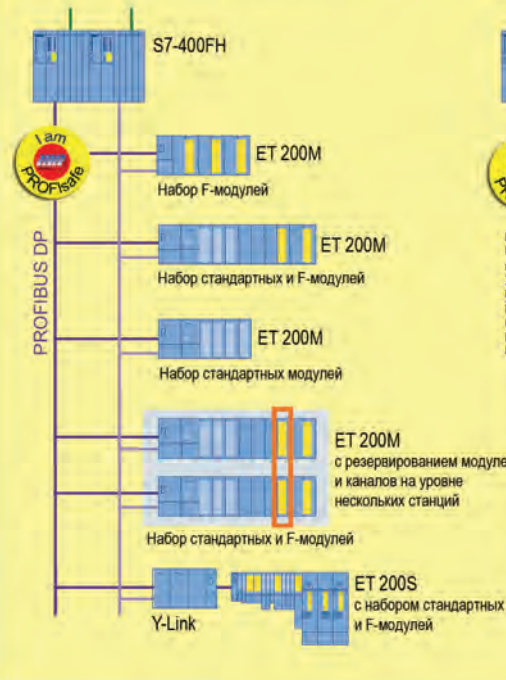 S7-400FH
I am
PROFIsafe
PROFIBUS DP
ET 200M
Набор F-модулей
ET 200M
Набор стандартных и F-модулей
ET 200M
Набор стандартных модулей
ET 200M
с резервированием модуле
и каналов на уровне
нескольких станций
Набор стандартных и F-модулей
Y-Link
ET 200S
с набором стандартных
и F-модулей